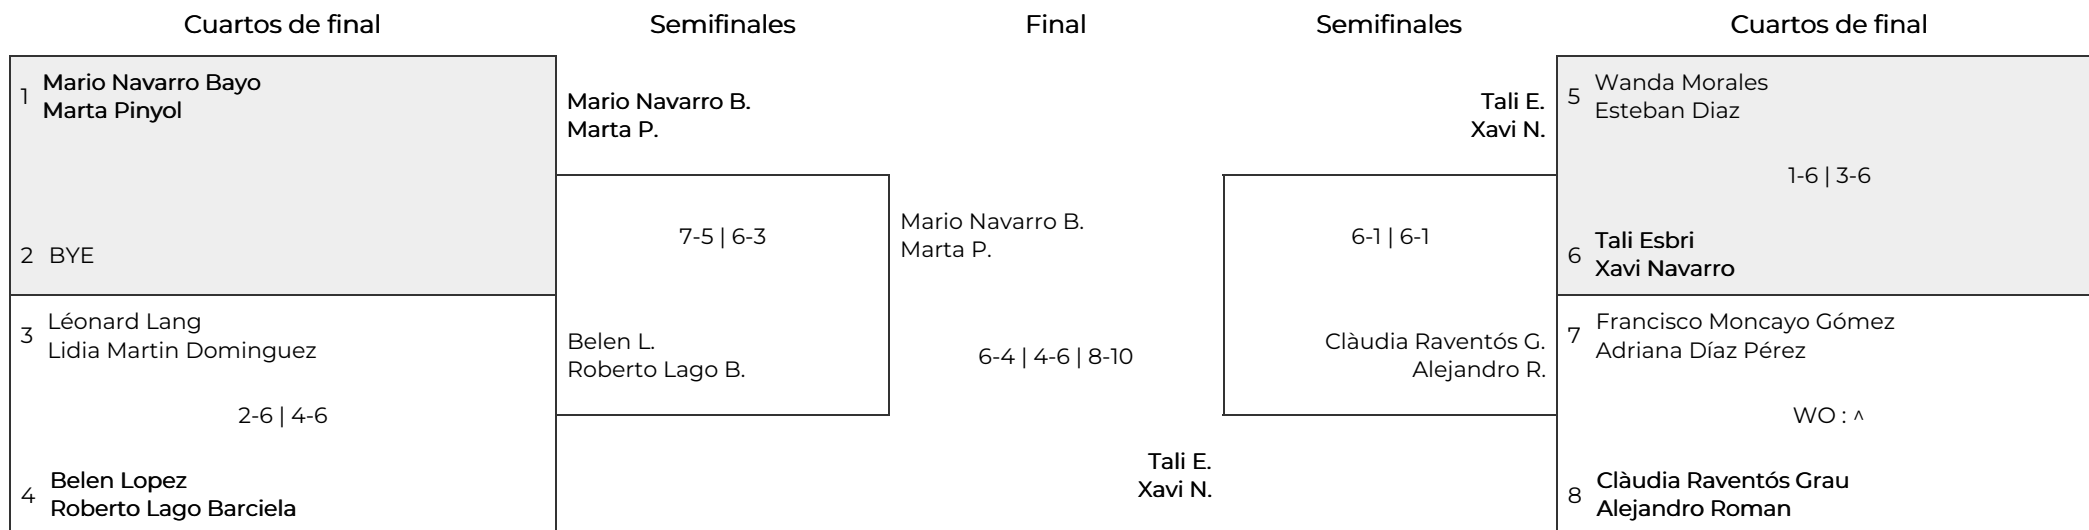 Cuartos de final
Semifinales
Final
Semifinales
Cuartos de final
1
Mario Navarro Bayo
Marta Pinyol
2 BYE
3
Léonard Lang
Lidia Martin Dominguez
2-6 | 4-6
4
Belen Lopez
Roberto Lago Barciela
Mario Navarro B.
Marta P.
7-5 | 6-3
Belen L.
Roberto Lago B.
Mario Navarro B.
Marta P.
6-4 | 4-6 | 8-10
Tali E.
Xavi N.
Tali E.
Xavi N.
6-1 | 6-1
Clàudia Raventós G.
Alejandro R.
5
Wanda Morales
Esteban Diaz
1-6 | 3-6
6
Tali Esbri
Xavi Navarro
7
Francisco Moncayo Gómez
Adriana Díaz Pérez
WO : ^
8
Clàudia Raventós Grau
Alejandro Roman